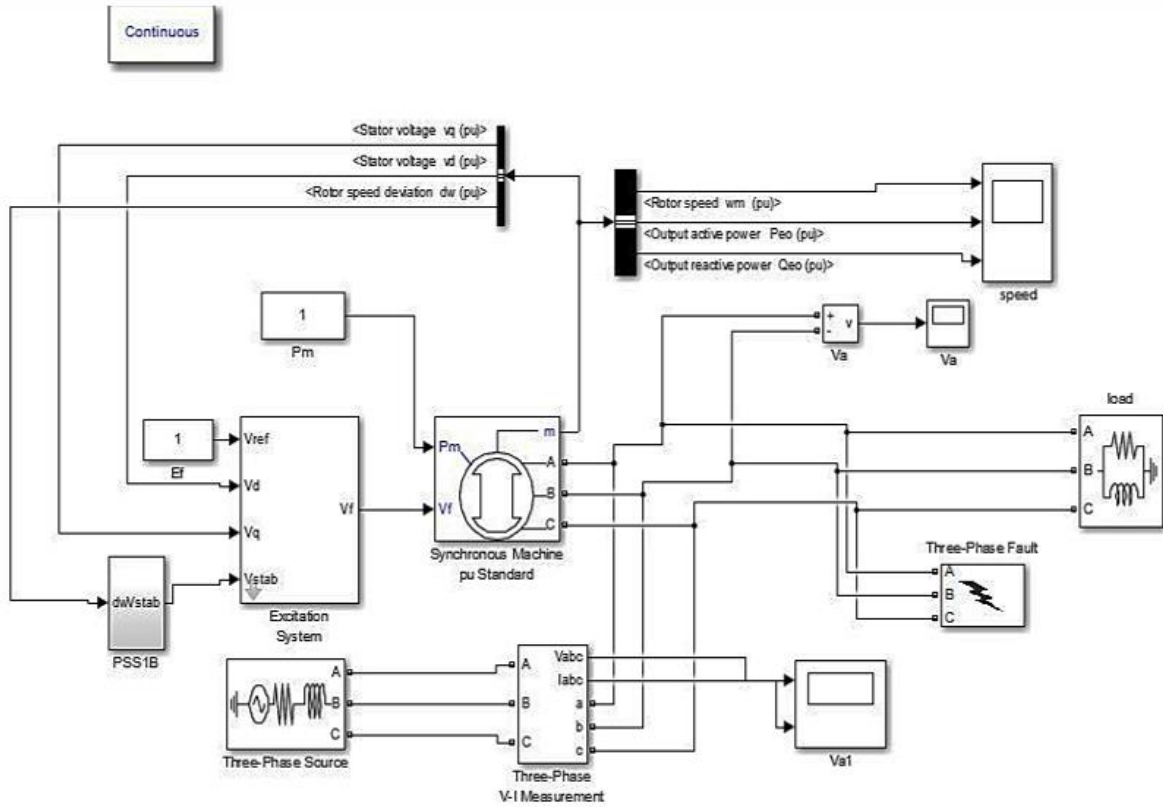 Continuous
<Stator voltage vq (pu)>
<Stator voltage vd (pu)>
<Rotor speed deviation dw (pu)>
<Rotor speed wm (pu)>
<Output active power Peo (pu)>
<Output reactive power Qeo (pu)>
speed
1
Pm
+
-
v
Va
Va
load
A
B
C
1
Ef
Vref
Vd
Vq
Vstab
Vf
Excitation
System
Pm
Vf
m
A
B
C
Synchronous Machine
pu Standard
Three-Phase Fault
A
B
C
dwVstab
PSS1B
A
B
C
Three-Phase Source
A
B
C
Vabc
Iabc
a
b
c
Three-Phase
V-I Measurement
Va1